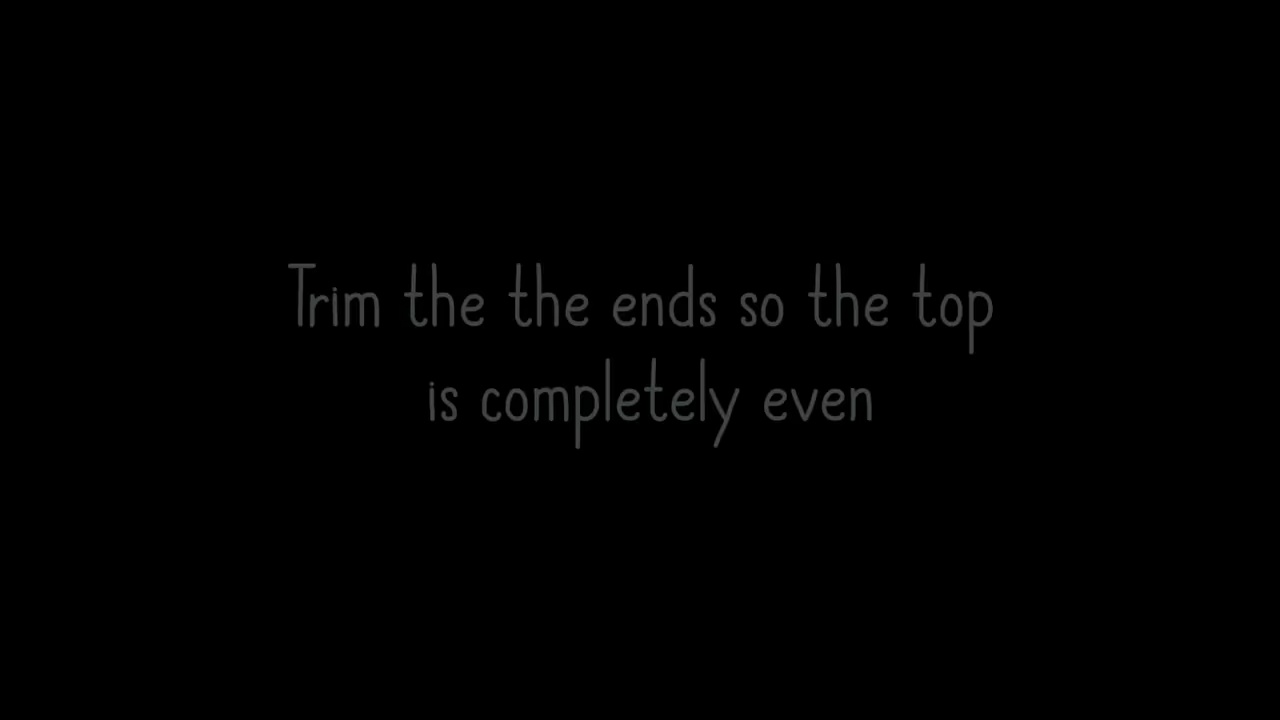 Trim the the ends so the top
is completely even